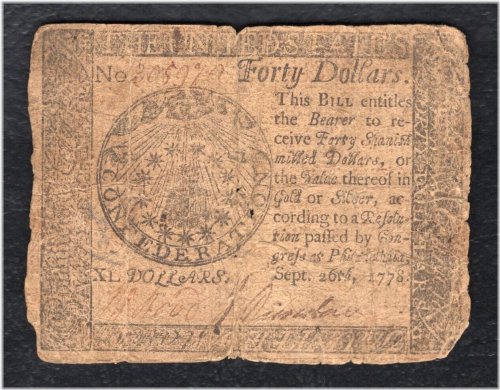 THE UNITED STATES
No
Forty Dollars.
THIS BILL entitles
the Bearer to re-
ceive Forty Spanish
milled Dollars, or
the Value thereof in
Gold or Silver, ac-
cording to a Resolu-
tion passed by Con-
gress at Philadelphia,
Sept. 26th, 1778.
CONFEDERATION
XL DOLLARS.